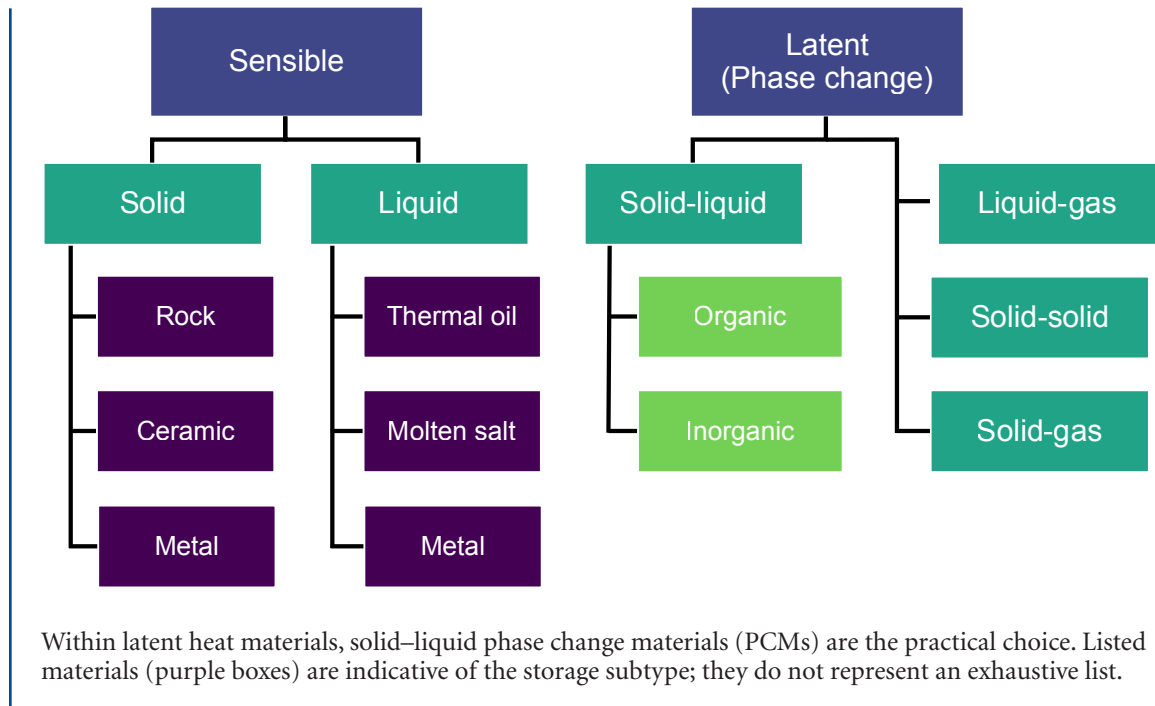 Sensible
Solid
Rock
Ceramic
Metal
Liquid
Thermal oil
Molten salt
Metal
Latent
(Phase change)
Solid-liquid
Organic
Inorganic
Liquid-gas
Solid-solid
Solid-gas
Within latent heat materials, solid–liquid phase change materials (PCMs) are the practical choice. Listed
materials (purple boxes) are indicative of the storage subtype; they do not represent an exhaustive list.